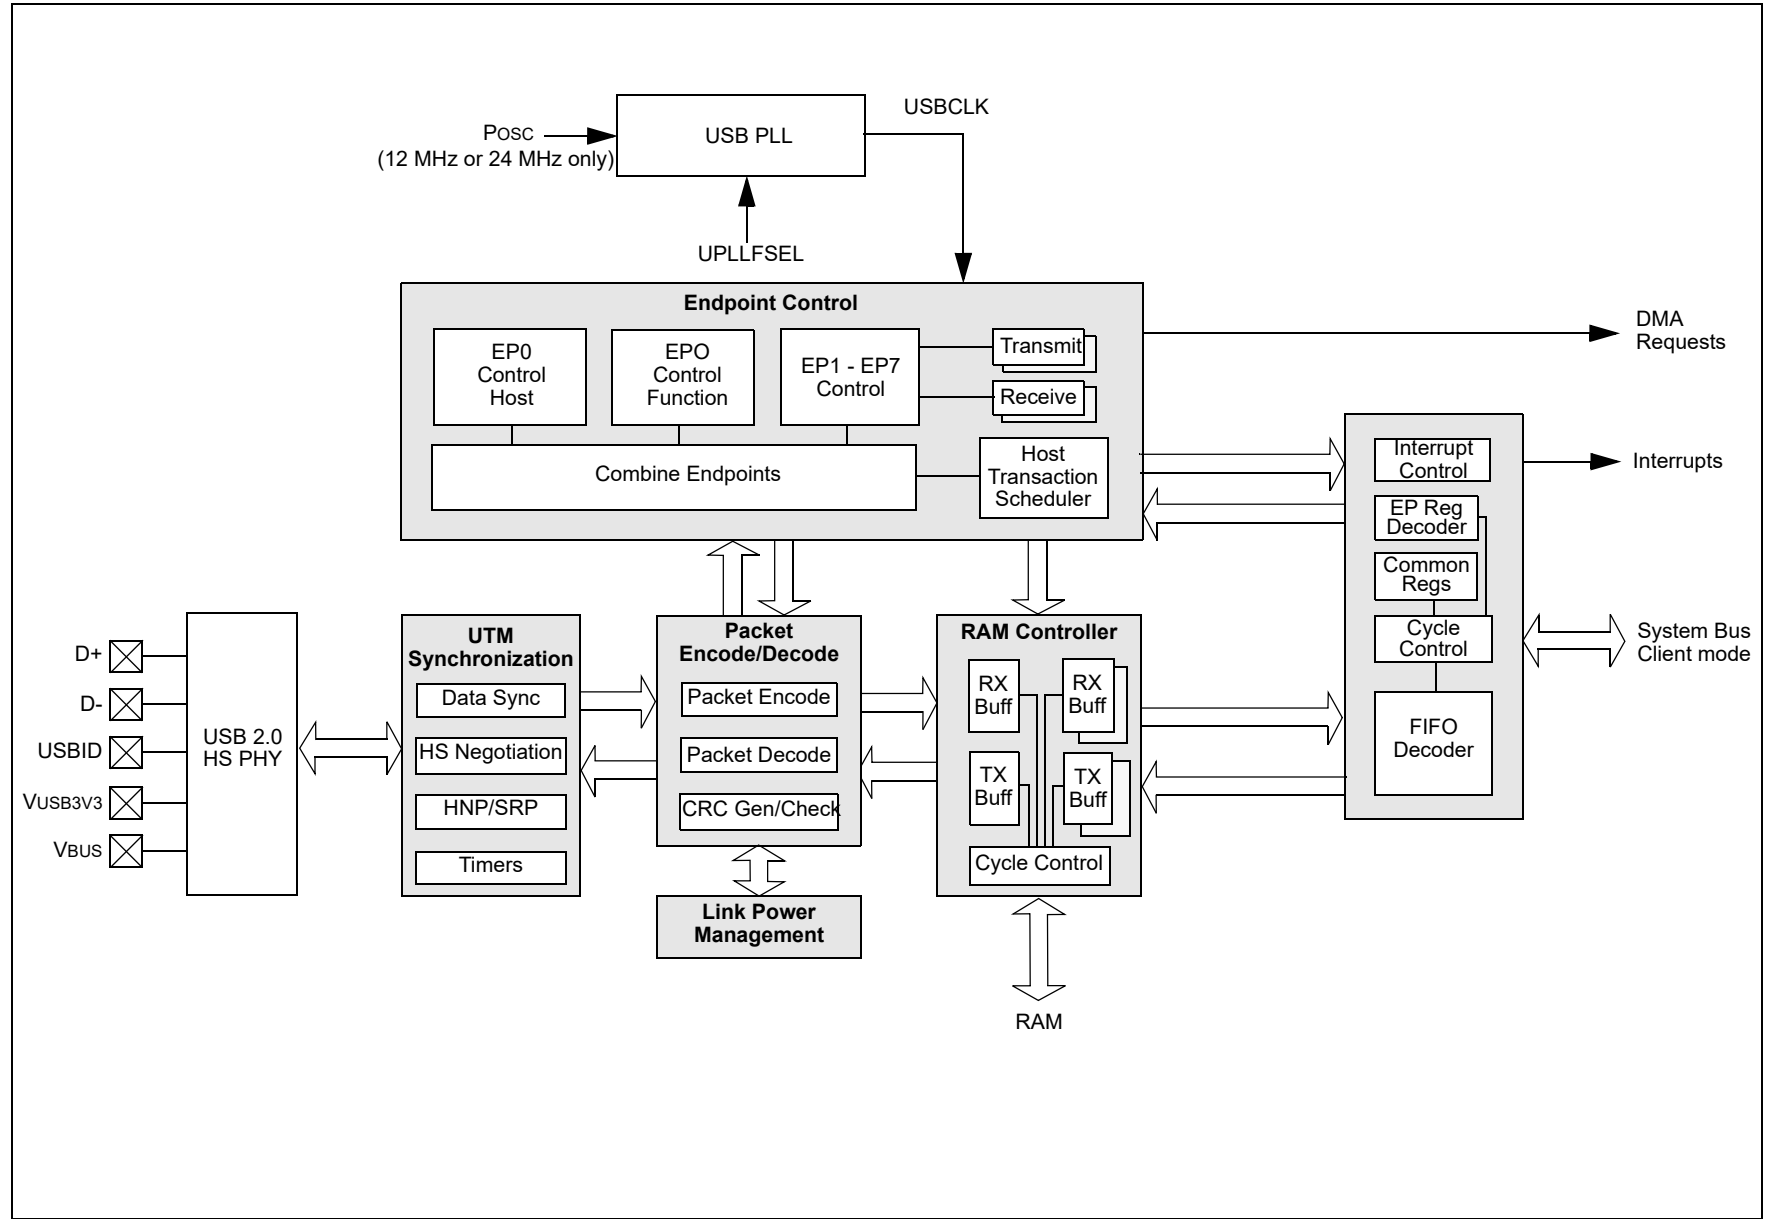 USBCLK
POSC
(12 MHz or 24 MHz only)
USB PLL
UPLLFSEL
Endpoint Control
EP0
Control
Host
EPO
Control
Function
EP1 - EP7
Control
Transmit
Receive
Combine Endpoints
Host
Transaction
Scheduler
DMA
Requests
Interrupt
Control
Interrupts
EP Reg
Decoder
Common
Regs
Cycle
Control
FIFO
Decoder
System Bus
Client mode
D+
D-
USBID
VUSB3V3
VBUS
USB 2.0
HS PHY
UTM
Synchronization
Data Sync
HS Negotiation
HNP/SRP
Timers
Packet
Encode/Decode
Packet Encode
Packet Decode
CRC Gen/Check
Link Power
Management
RAM Controller
RX
Buff
RX
Buff
TX
Buff
TX
Buff
Cycle Control
RAM